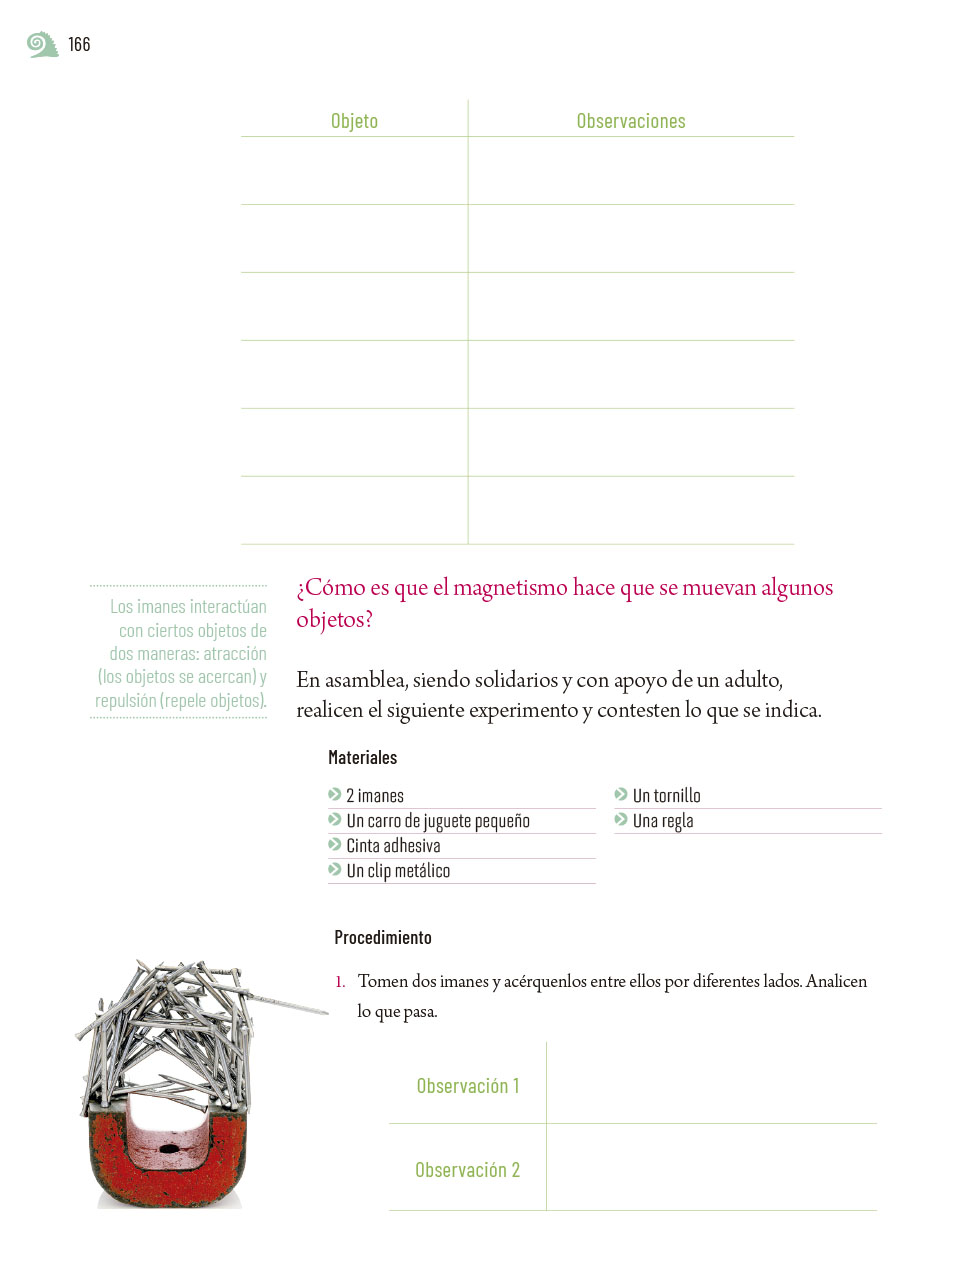 166
Objeto Observaciones
Los imanes interactúan
con ciertos objetos de
dos maneras: atracción
(los objetos se acercan) y
repulsión (repele objetos).
¿Cómo es que el magnetismo hace que se muevan algunos
objetos?
En asamblea, siendo solidarios y con apoyo de un adulto,
realicen el siguiente experimento y contesten lo que se indica.
Materiales
2 imanes
Un carro de juguete pequeño
Cinta adhesiva
Un clip metálico
Un tornillo
Una regla
Procedimiento
1. Tomen dos imanes y acérquenlos entre ellos por diferentes lados. Analicen
lo que pasa.
Observación 1
Observación 2